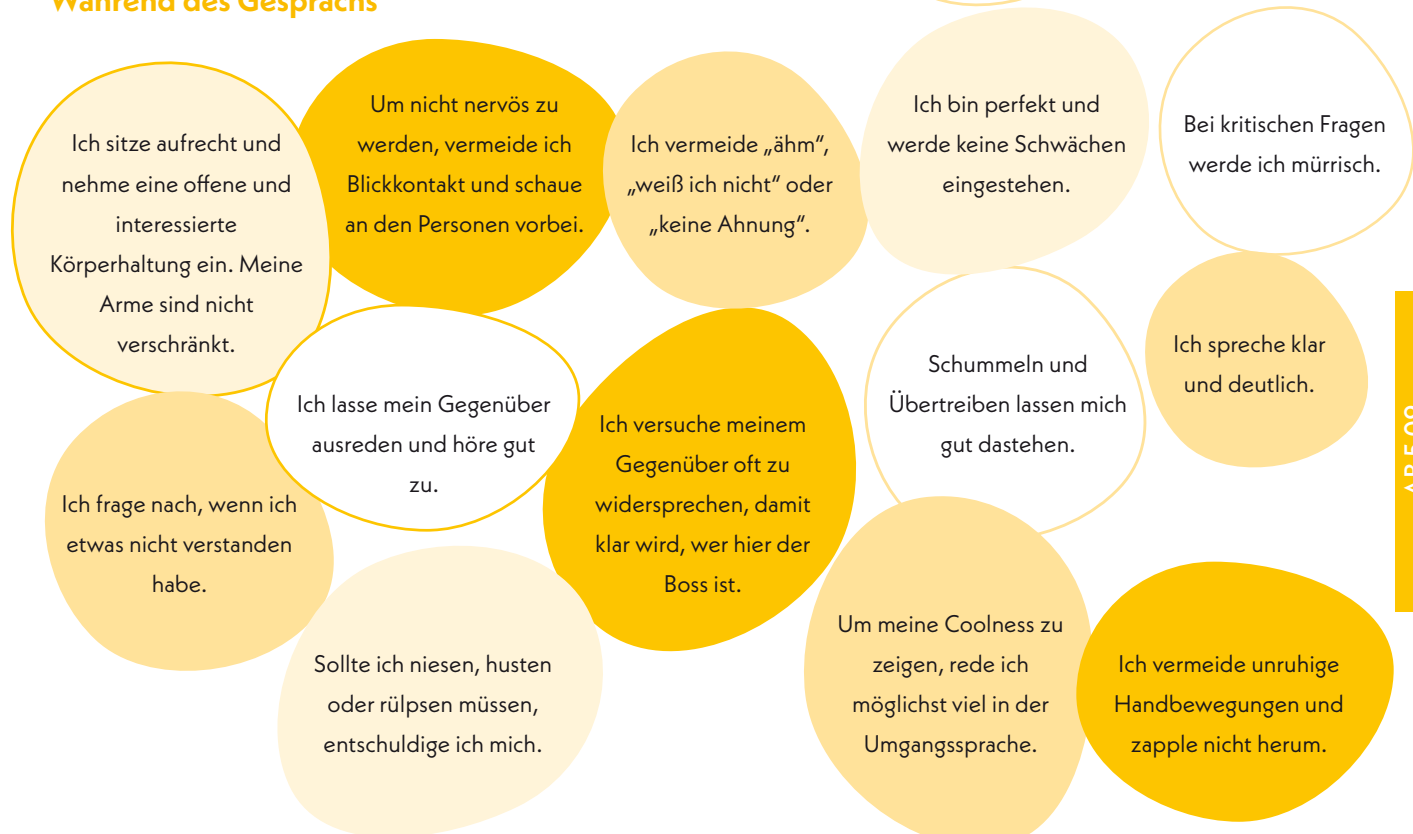 Während des Gesprächs
Ich sitze aufrecht und
nehme eine offene und
interessierte
Körperhaltung ein. Meine
Arme sind nicht
verschränkt.
Um nicht nervös zu
werden, vermeide ich
Blickkontakt und schaue
an den Personen vorbei.
Ich vermeide „ähm“,
„weiß ich nicht“ oder
„keine Ahnung“.
Ich bin perfekt und
werde keine Schwächen
eingestehen.
Bei kritischen Fragen
werde ich mürrisch.
Ich lasse mein Gegenüber
ausreden und höre gut
zu.
Ich versuche meinem
Gegenüber oft zu
widersprechen, damit
klar wird, wer hier der
Boss ist.
Schummeln und
Übertreiben lassen mich
gut dastehen.
Ich spreche klar
und deutlich.
Ich frage nach, wenn ich
etwas nicht verstanden
habe.
Sollte ich niesen, husten
oder rülpsen müssen,
entschuldige ich mich.
Um meine Coolness zu
zeigen, rede ich
möglichst viel in der
Umgangssprache.
Ich vermeide unruhige
Handbewegungen und
zapple nicht herum.